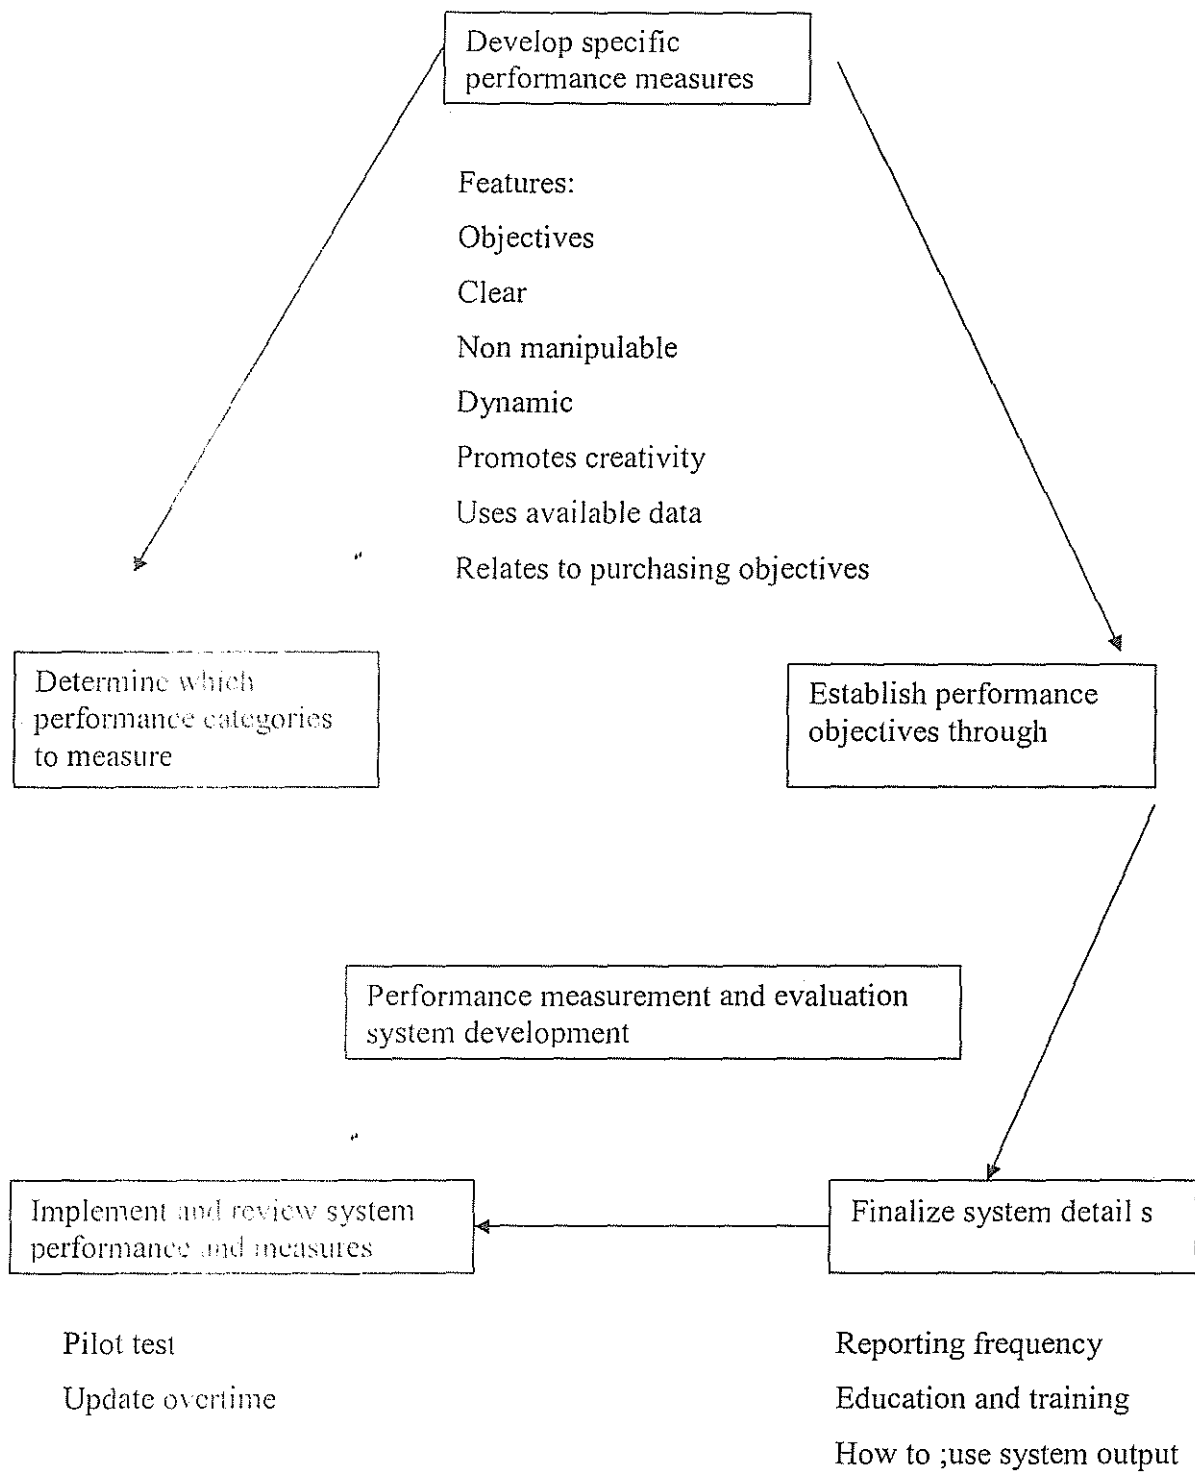 Develop specific
performance measures
Features:
Objectives
Clear
Non manipulable
Dynamic
Promotes creativity
Uses available data
Relates to purchasing objectives
Determine which
performance categories
to measure
Establish performance
objectives through
Performance measurement and evaluation
system development
Implement and review system
performance and measures
Finalize system detail s
Pilot test
Update overtime
Reporting frequency
Education and training
How to ;use system output